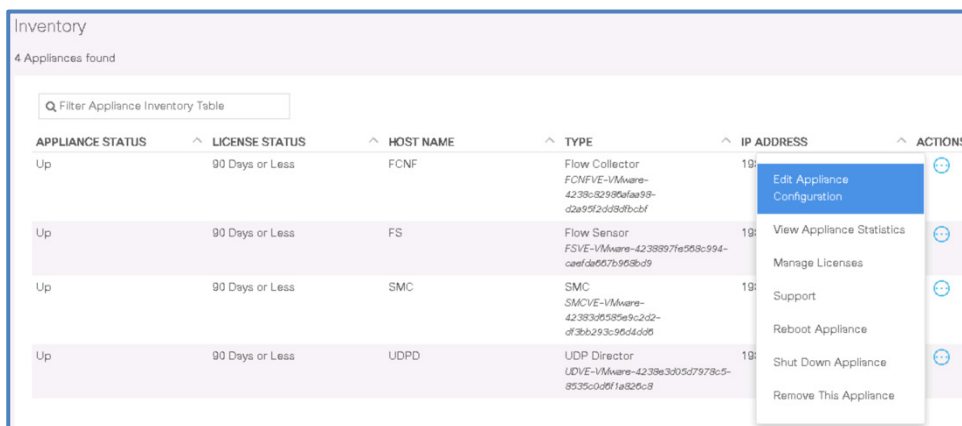 Inventory
4 Appliances found
Filter Appliance Inventory Table
APPLIANCE STATUS LICENSE STATUS HOST NAME TYPE IP ADDRESS ACTIONS
Up 90 Days or Less FCNF Flow Collector
FCNFVE-VMware-
4238c82986afaa98-
d2a95f2dd8dfbcbf
Up 90 Days or Less FS Flow Sensor
FSVE-VMware-4238897fe568c994-
caefda667b968bd9
Up 90 Days or Less SMC SMC
SMCVE-VMware-
42383d6585e9c2d2-
df3bb293c96d4dd6
Up 90 Days or Less UDPD UDP Director
UDVE-VMware-4238e3d05d7978c5-
8535c0d6f1a826c8
Edit Appliance
Configuration
View Appliance Statistics
Manage Licenses
Support
Reboot Appliance
Shut Down Appliance
Remove This Appliance